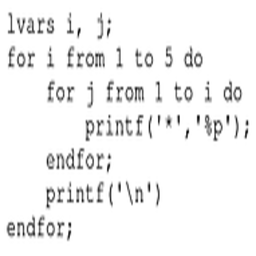 lvars i, j;
for i from 1 to 5 do
    for j from 1 to i do
        printf('*','%p');
    endfor;
    printf('\n')
endfor;